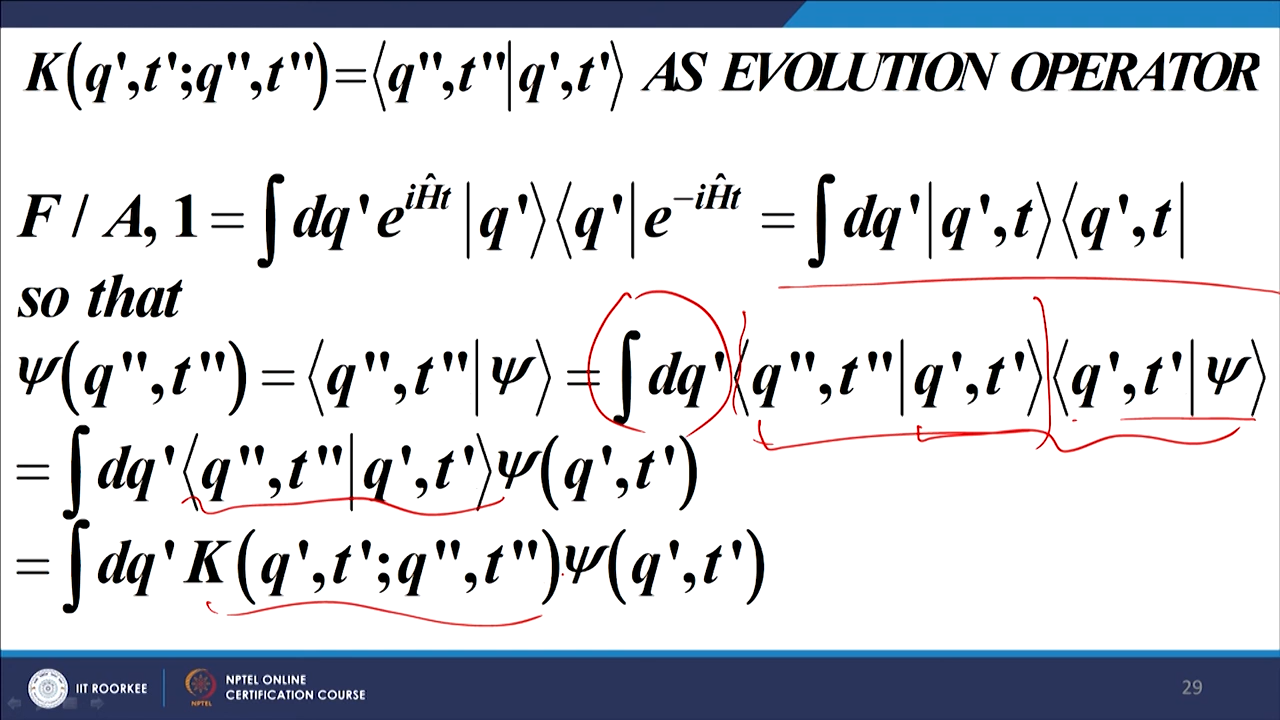 K(q',t';q'',t'')=⟨q'',t''|q',t'⟩ AS EVOLUTION OPERATOR
F / A, 1 = ∫dq' e^{iĤt} |q'⟩⟨q'| e^{-iĤt} = ∫dq'|q',t⟩⟨q',t|
so that
Ψ(q'',t'') = ⟨q'',t''|Ψ⟩ = ∫dq'⟨q'',t''|q',t'⟩⟨q',t'|Ψ⟩
= ∫dq'⟨q'',t''|q',t'⟩Ψ(q',t')
= ∫dq' K(q',t';q'',t'')Ψ(q',t')
IIT ROORKEE
NPTEL
NPTEL ONLINE
CERTIFICATION COURSE
29